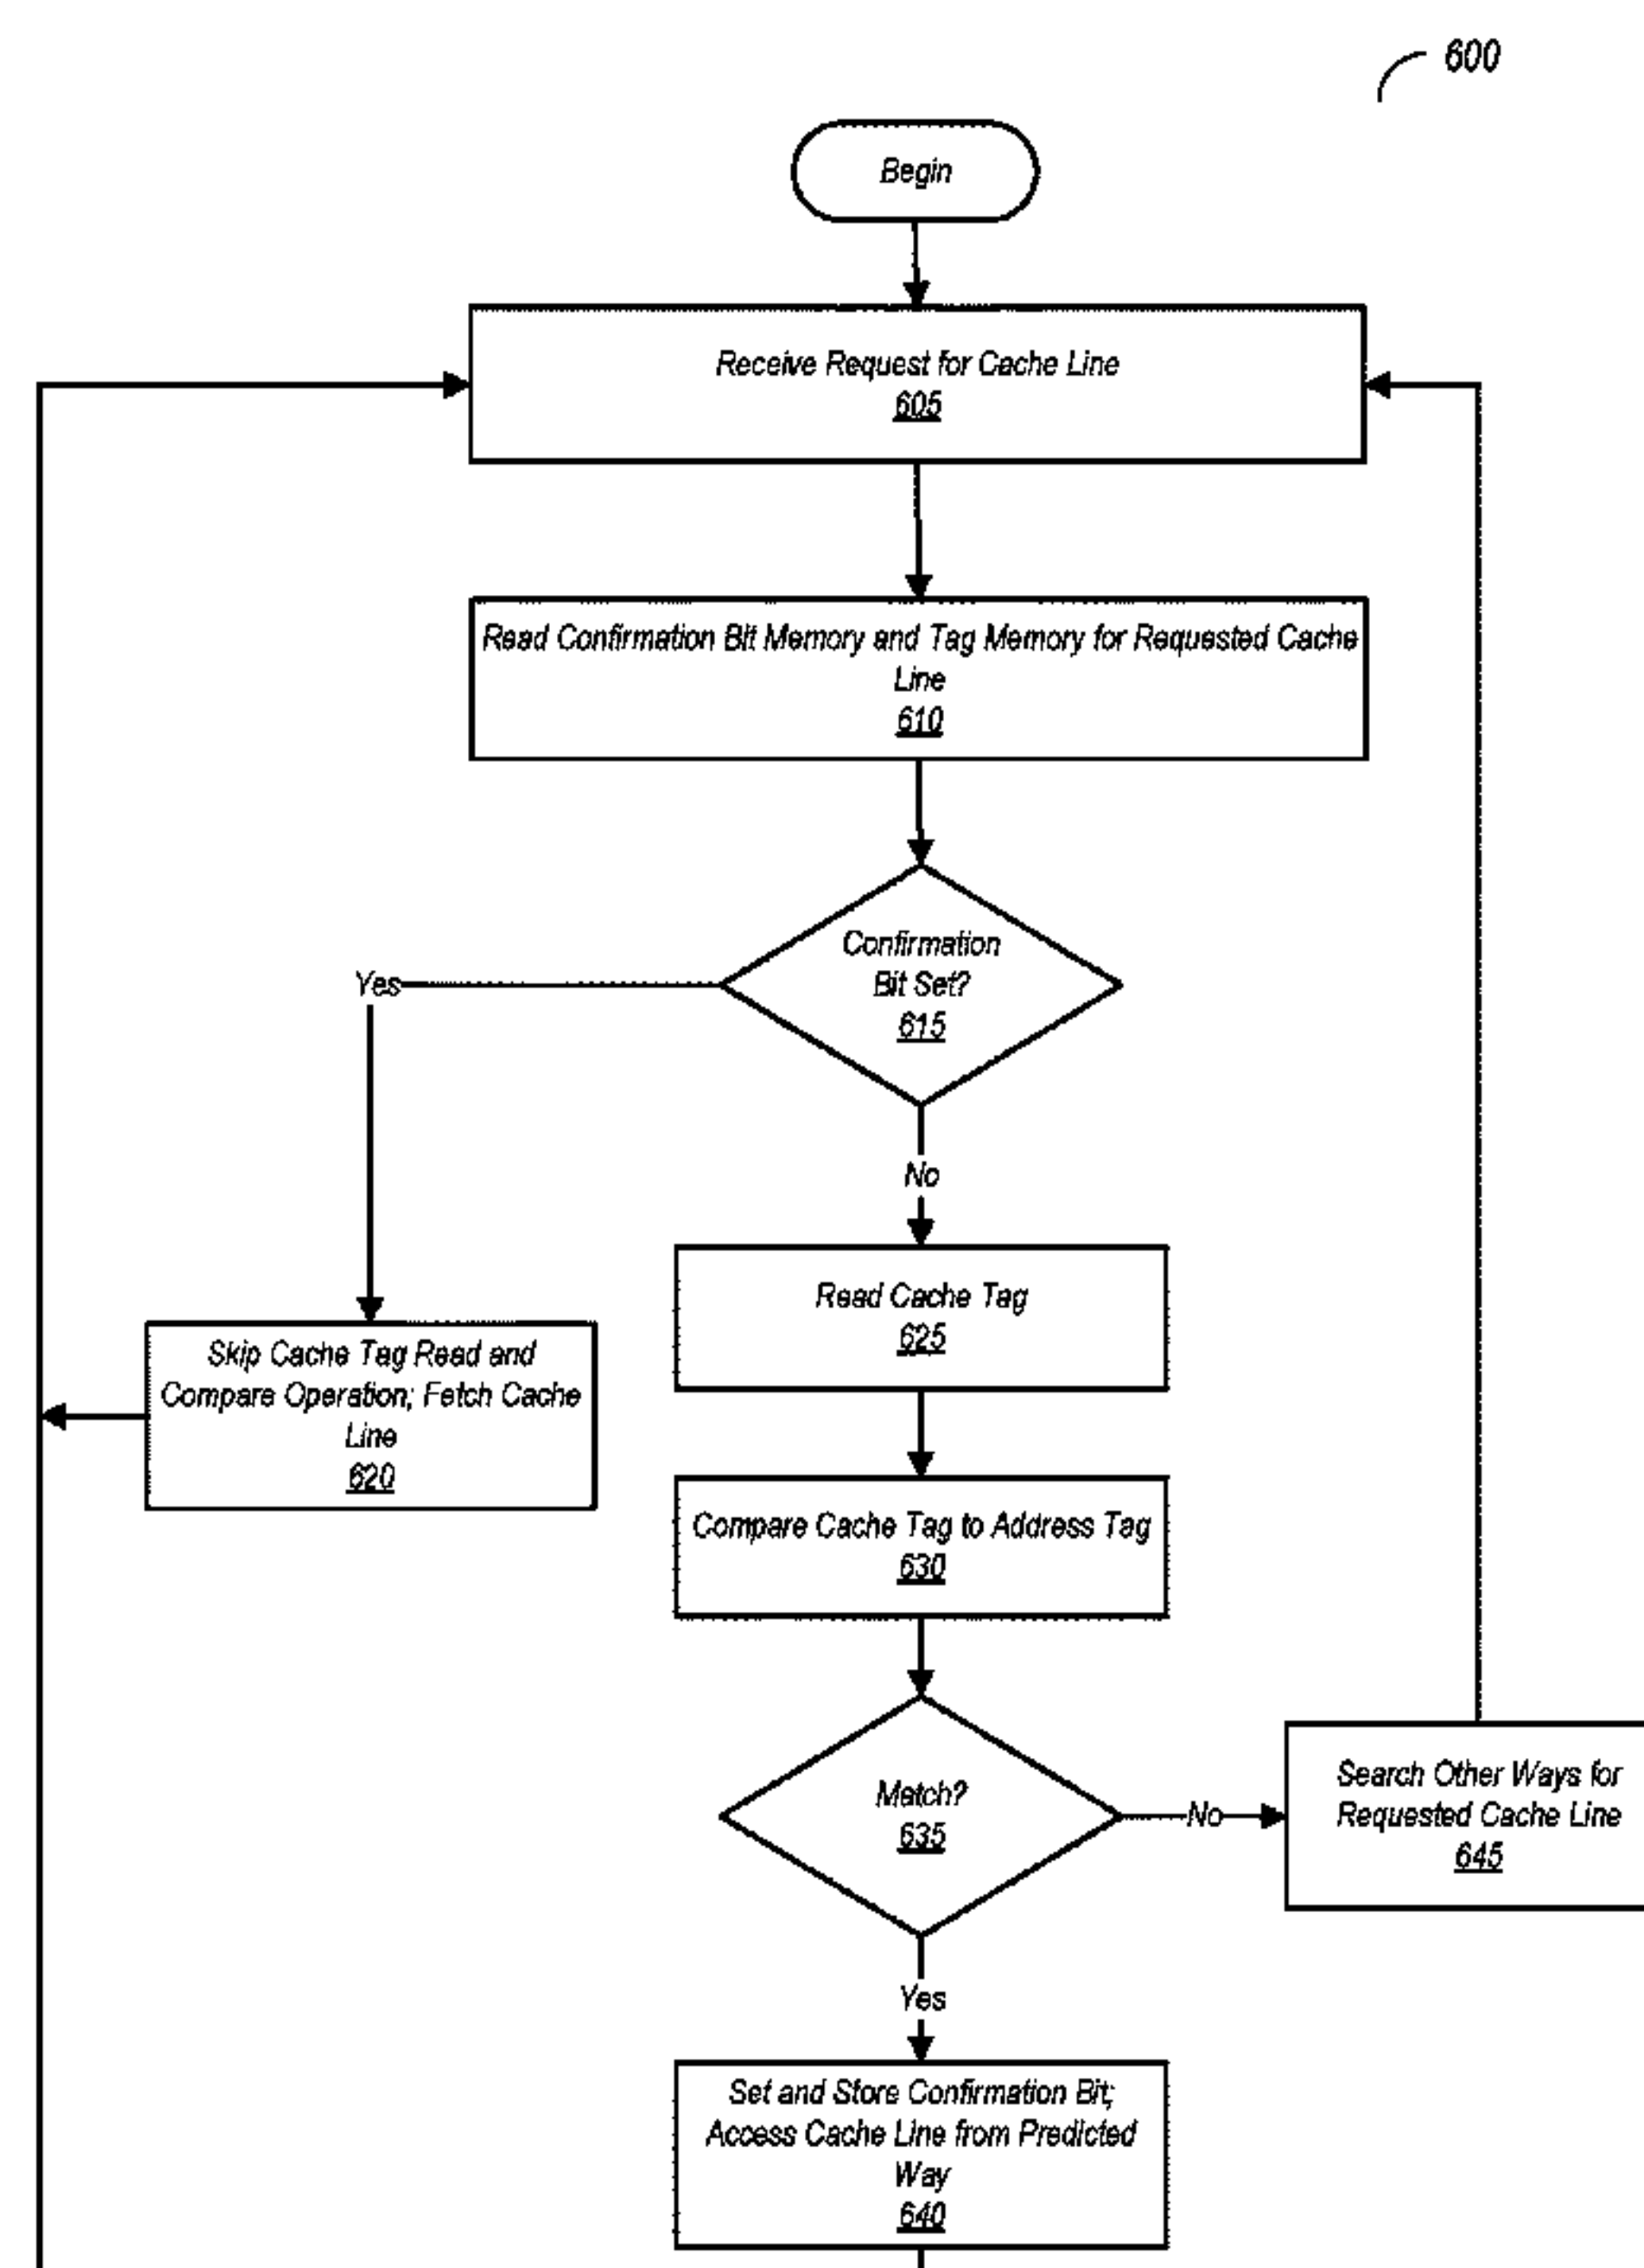 600
Begin
Receive Request for Cache Line
605
Read Confirmation Bit Memory and Tag Memory for Requested Cache
Line
610
Confirmation
Bit Set?
615
Yes
No
Skip Cache Tag Read and
Compare Operation; Fetch Cache
Line
620
Read Cache Tag
625
Compare Cache Tag to Address Tag
630
Match?
635
No
Search Other Ways for
Requested Cache Line
645
Yes
Set and Store Confirmation Bit;
Access Cache Line from Predicted
Way
640